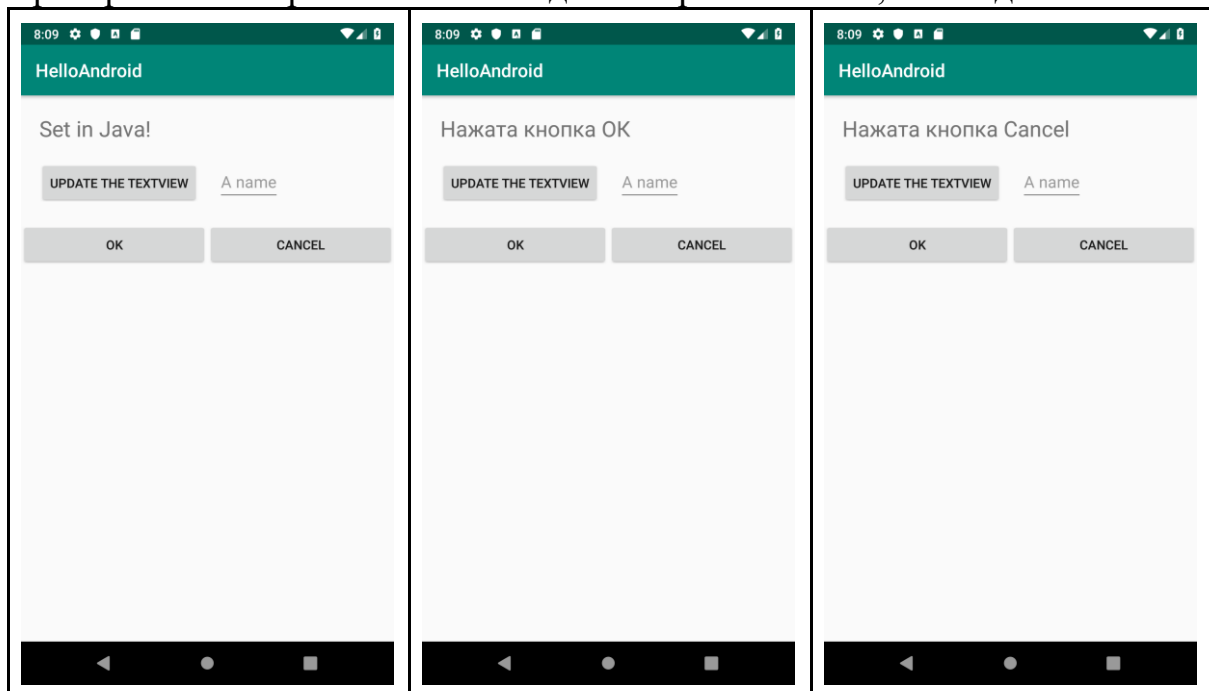 8:09
HelloAndroid
Set in Java!
UPDATE THE TEXTVIEW A name
OK CANCEL
8:09
HelloAndroid
Нажата кнопка ОК
UPDATE THE TEXTVIEW A name
OK CANCEL
8:09
HelloAndroid
Нажата кнопка Cancel
UPDATE THE TEXTVIEW A name
OK CANCEL